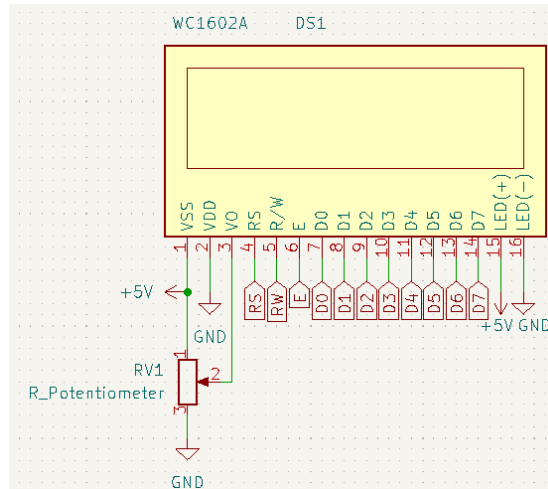 WC1602A DS1
VSS VDD VO RS R/W E D0 D1 D2 D3 D4 D5 D6 D7 LED(+) LED(-)
1 2 3 4 5 6 7 8 9 10 11 12 13 14 15 16
RS RW E D0 D1 D2 D3 D4 D5 D6 D7
+5V
GND
+5V GND
1
RV1
2
R_Potentiometer
3
GND